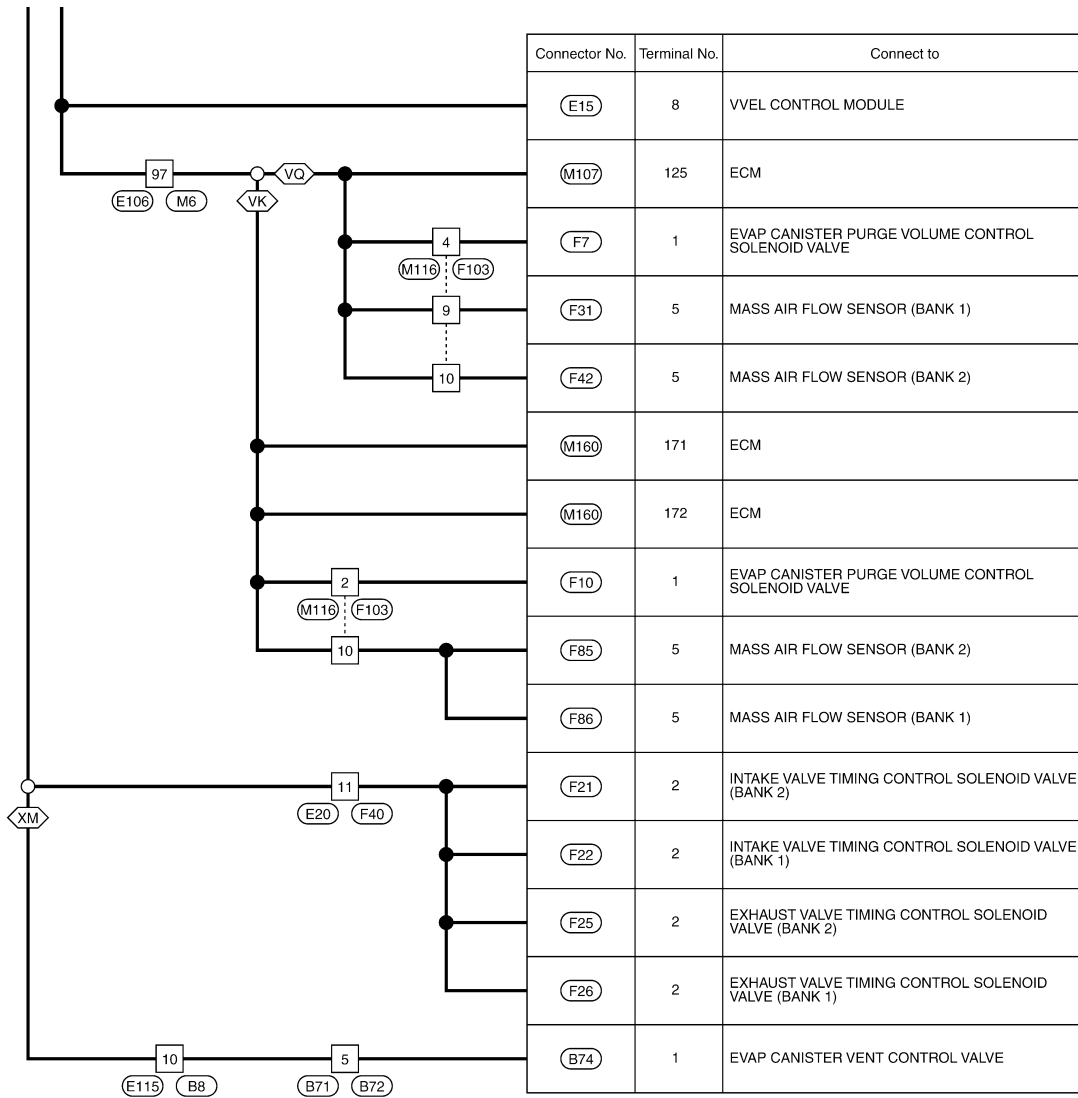 Connector No. Terminal No. Connect to
E15 8 VVEL CONTROL MODULE
97 VQ M107 125 ECM
E106 M6 VK
4 F7 1 EVAP CANISTER PURGE VOLUME CONTROL
SOLENOID VALVE
M116 F103
9 F31 5 MASS AIR FLOW SENSOR (BANK 1)
10 F42 5 MASS AIR FLOW SENSOR (BANK 2)
M160 171 ECM
M160 172 ECM
2 F10 1 EVAP CANISTER PURGE VOLUME CONTROL
SOLENOID VALVE
M116 F103
10 F85 5 MASS AIR FLOW SENSOR (BANK 2)
F86 5 MASS AIR FLOW SENSOR (BANK 1)
11 F21 2 INTAKE VALVE TIMING CONTROL SOLENOID VALVE
(BANK 2)
XM E20 F40
F22 2 INTAKE VALVE TIMING CONTROL SOLENOID VALVE
(BANK 1)
F25 2 EXHAUST VALVE TIMING CONTROL SOLENOID
VALVE (BANK 2)
F26 2 EXHAUST VALVE TIMING CONTROL SOLENOID
VALVE (BANK 1)
10 5 B74 1 EVAP CANISTER VENT CONTROL VALVE
E115 B8 B71 B72